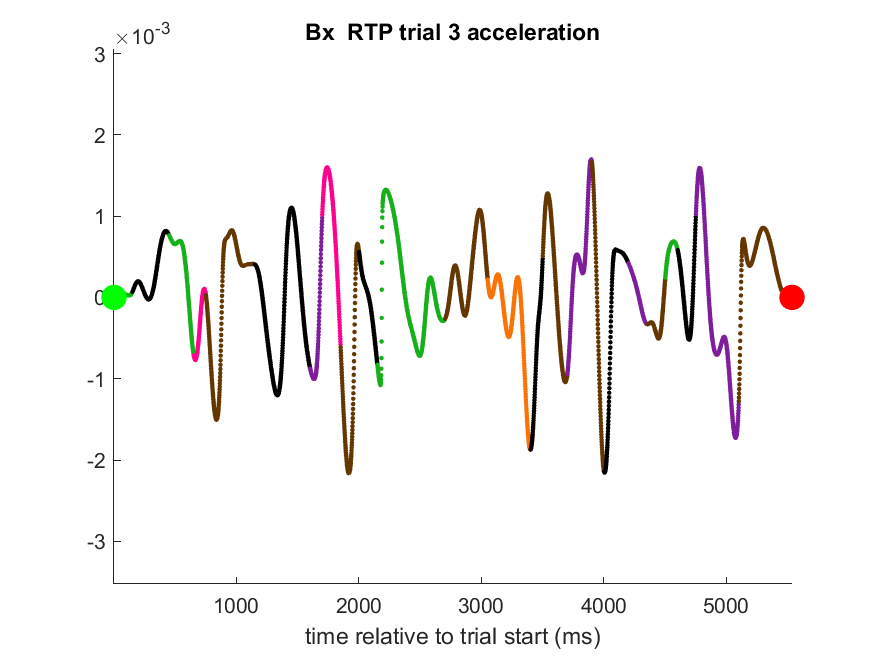 Bx  RTP trial 3 acceleration
×10-3
3
2
1
0
-1
-2
-3
1000 2000 3000 4000 5000
time relative to trial start (ms)